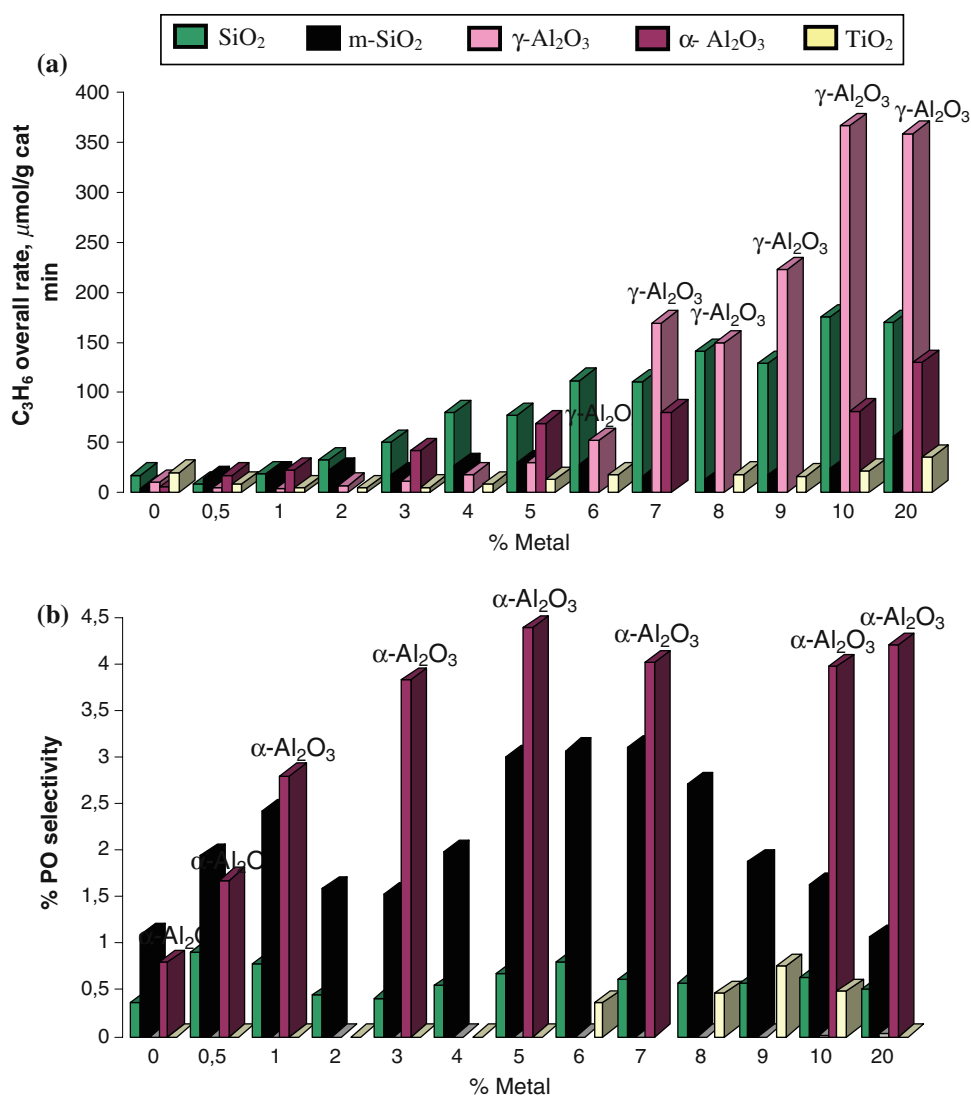 SiO₂ m-SiO₂ γ-Al₂O₃ α- Al₂O₃ TiO₂
(a)
C₃H₆ overall rate, μmol/g cat
min
400
350
300
250
200
150
100
50
0
γ-Al₂O
γ-Al₂O₃
γ-Al₂O₃
γ-Al₂O₃
γ-Al₂O₃
γ-Al₂O₃
0 0,5 1 2 3 4 5 6 7 8 9 10 20
% Metal
(b)
% PO selectivity
4,5
4
3,5
3
2,5
2
1,5
1
0,5
0
α-Al₂O
α-Al₂O
α-Al₂O₃
α-Al₂O₃
α-Al₂O₃
α-Al₂O₃
α-Al₂O₃
α-Al₂O₃
0 0,5 1 2 3 4 5 6 7 8 9 10 20
% Metal